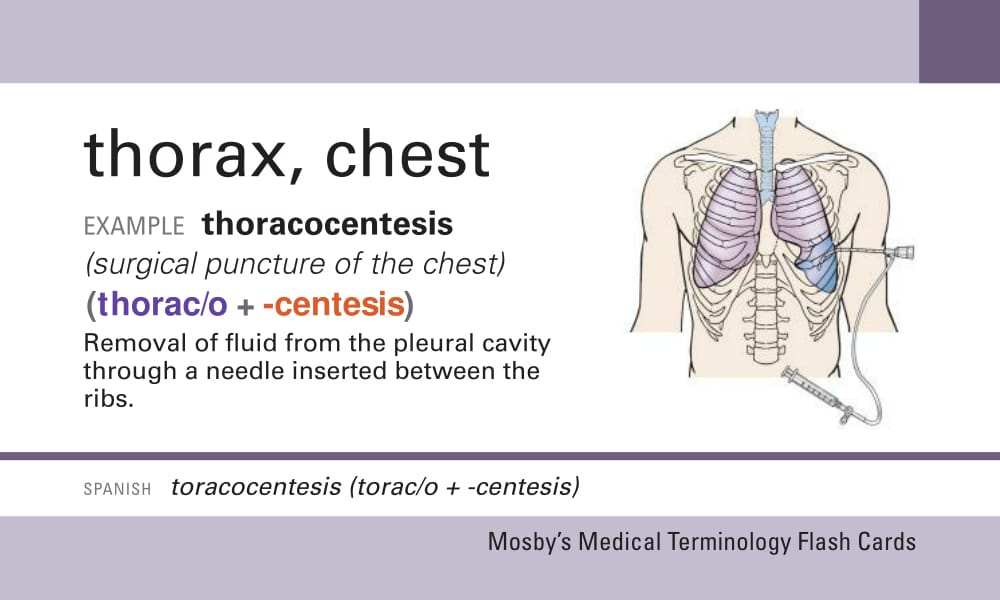 thorax, chest
EXAMPLE thoracocentesis
(surgical puncture of the chest)
(thorac/o + -centesis)
Removal of fluid from the pleural cavity
through a needle inserted between the
ribs.
SPANISH toracocentesis (torac/o + -centesis)
Mosby's Medical Terminology Flash Cards